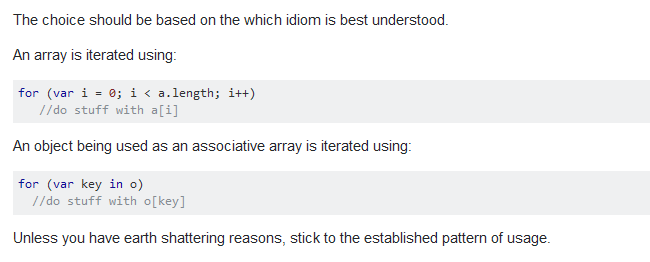 The choice should be based on the which idiom is best understood.
An array is iterated using:
for (var i = 0; i < a.length; i++)
   //do stuff with a[i]
An object being used as an associative array is iterated using:
for (var key in o)
  //do stuff with o[key]
Unless you have earth shattering reasons, stick to the established pattern of usage.